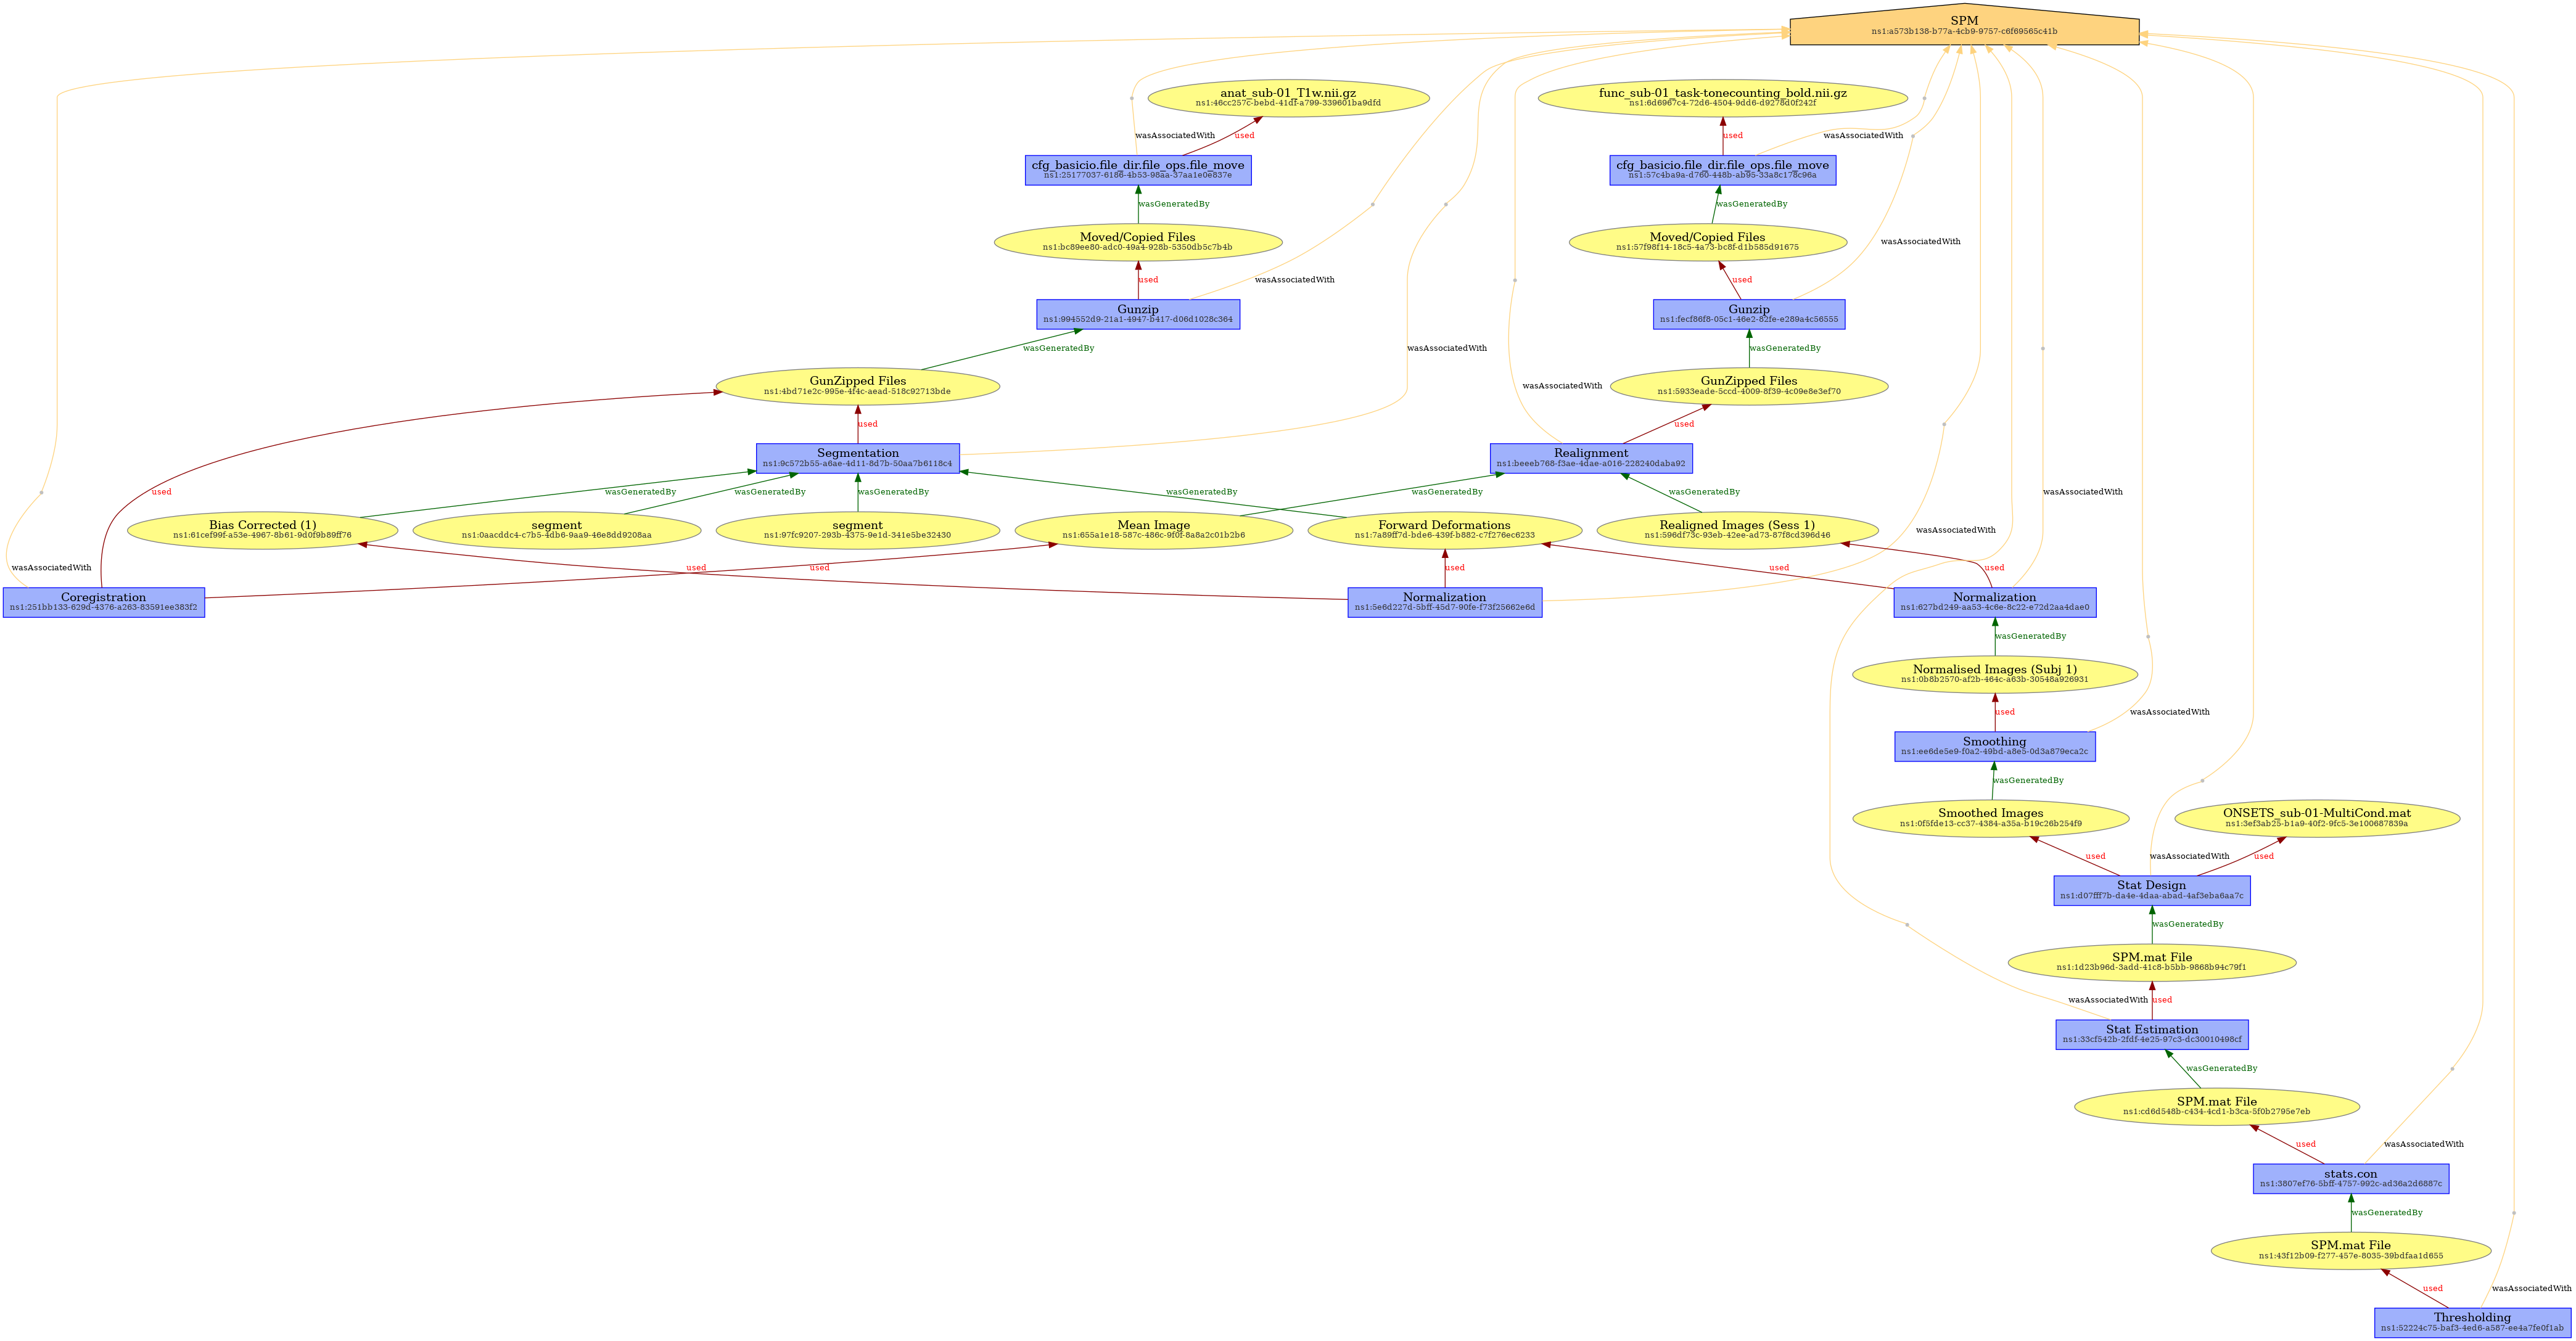 SPM
ns1:a573b138-b77a-4cb9-9757-c6f69565c41b
anat_sub-01_T1w.nii.gz
ns1:46cc257c-bebd-41df-a799-339601ba9dfd
func_sub-01_task-tonecounting_bold.nii.gz
ns1:6d6967c4-72d6-4504-9dd6-d9278d0f242f
wasAssociatedWith
used
used
wasAssociatedWith
cfg_basicio.file_dir.file_ops.file_move
ns1:25177037-6186-4b53-98aa-37aa1e0e837e
cfg_basicio.file_dir.file_ops.file_move
ns1:57c4ba9a-d760-448b-ab95-33a8c178c96a
wasGeneratedBy
wasGeneratedBy
Moved/Copied Files
ns1:bc89ee80-adc0-49a4-928b-5350db5c7b4b
Moved/Copied Files
ns1:57f98f14-18c5-4a73-bc8f-d1b585d91675
wasAssociatedWith
used
wasAssociatedWith
used
Gunzip
ns1:994552d9-21a1-4947-b417-d06d1028c364
Gunzip
ns1:fecf86f8-05c1-46e2-82fe-e289a4c56555
wasGeneratedBy
wasAssociatedWith
wasGeneratedBy
GunZipped Files
ns1:4bd71e2c-995e-4f4c-aead-518c92713bde
wasAssociatedWith
GunZipped Files
ns1:5933eade-5ccd-4009-8f39-4c09e8e3ef70
used
used
Segmentation
ns1:9c572b55-a6ae-4d11-8d7b-50aa7b6118c4
Realignment
ns1:beeeb768-f3ae-4dae-a016-228240daba92
used
wasGeneratedBy
wasGeneratedBy
wasGeneratedBy
wasGeneratedBy
wasGeneratedBy
wasGeneratedBy
wasAssociatedWith
Bias Corrected (1)
ns1:61cef99f-a53e-4967-8b61-9d0f9b89ff76
segment
ns1:0aacddc4-c7b5-4db6-9aa9-46e8dd9208aa
segment
ns1:97fc9207-293b-4375-9e1d-341e5be32430
Mean Image
ns1:655a1e18-587c-486c-9f0f-8a8a2c01b2b6
Forward Deformations
ns1:7a89ff7d-bde6-439f-b882-c7f276ec6233
Realigned Images (Sess 1)
ns1:596df73c-93eb-42ee-ad73-87f8cd396d46
wasAssociatedWith
wasAssociatedWith
used
used
used
used
used
Coregistration
ns1:251bb133-629d-4376-a263-83591ee383f2
Normalization
ns1:5e6d227d-5bff-45d7-90fe-f73f25662e6d
Normalization
ns1:627bd249-aa53-4c6e-8c22-e72d2aa4dae0
wasGeneratedBy
Normalised Images (Subj 1)
ns1:0b8b2570-af2b-464c-a63b-30548a926931
used
wasAssociatedWith
Smoothing
ns1:ee6de5e9-f0a2-49bd-a8e5-0d3a879eca2c
wasGeneratedBy
Smoothed Images
ns1:0f5fde13-cc37-4384-a35a-b19c26b254f9
ONSETS_sub-01-MultiCond.mat
ns1:3ef3ab25-b1a9-40f2-9fc5-3e100687839a
used
wasAssociatedWith
used
Stat Design
ns1:d07fff7b-da4e-4daa-abad-4af3eba6aa7c
wasGeneratedBy
SPM.mat File
ns1:1d23b96d-3add-41c8-b5bb-9868b94c79f1
wasAssociatedWith
used
Stat Estimation
ns1:33cf542b-2fdf-4e25-97c3-dc30010498cf
wasGeneratedBy
SPM.mat File
ns1:cd6d548b-c434-4cd1-b3ca-5f0b2795e7eb
used
wasAssociatedWith
stats.con
ns1:3807ef76-5bff-4757-992c-ad36a2d6887c
wasGeneratedBy
SPM.mat File
ns1:43f12b09-f277-457e-8035-39bdfaa1d655
used
wasAssociatedWith
Thresholding
ns1:52224c75-baf3-4ed6-a587-ee4a7fe0f1ab